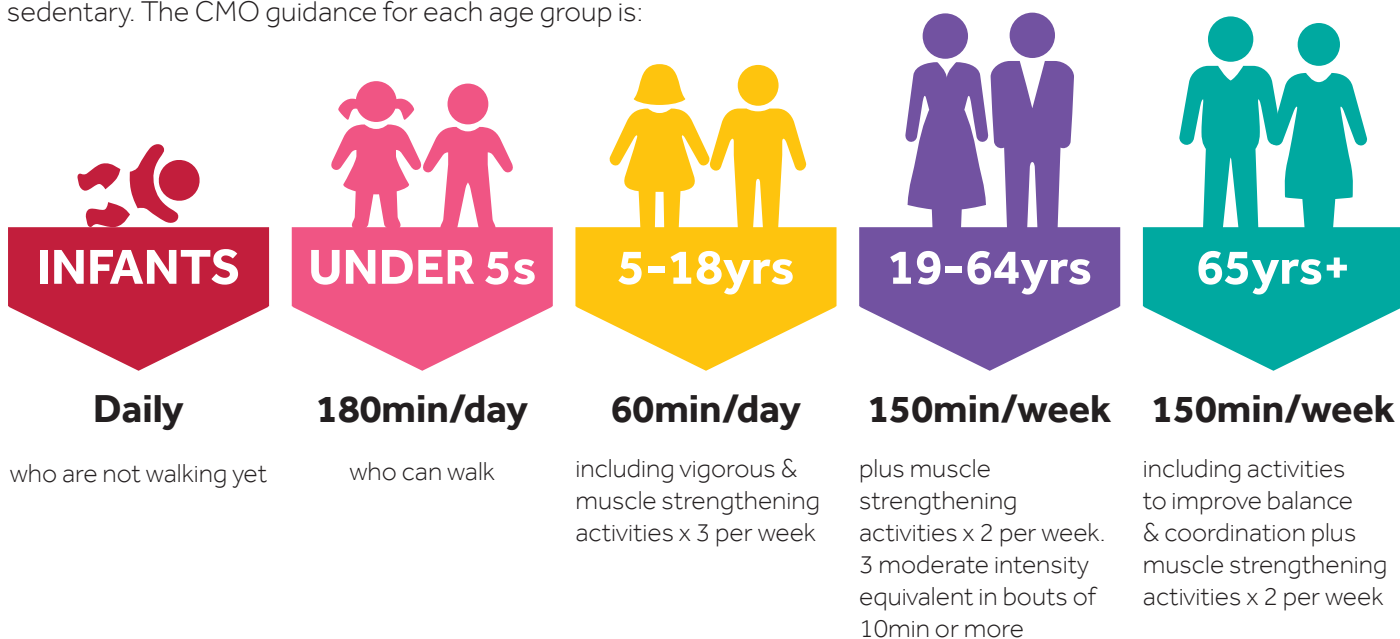 sedentary. The CMO guidance for each age group is:
INFANTS
Daily
who are not walking yet
UNDER 5s
180min/day
who can walk
5-18yrs
60min/day
including vigorous &
muscle strengthening
activities x 3 per week
19-64yrs
150min/week
plus muscle
strengthening
activities x 2 per week.
3 moderate intensity
equivalent in bouts of
10min or more
65yrs+
150min/week
including activities
to improve balance
& coordination plus
muscle strengthening
activities x 2 per week